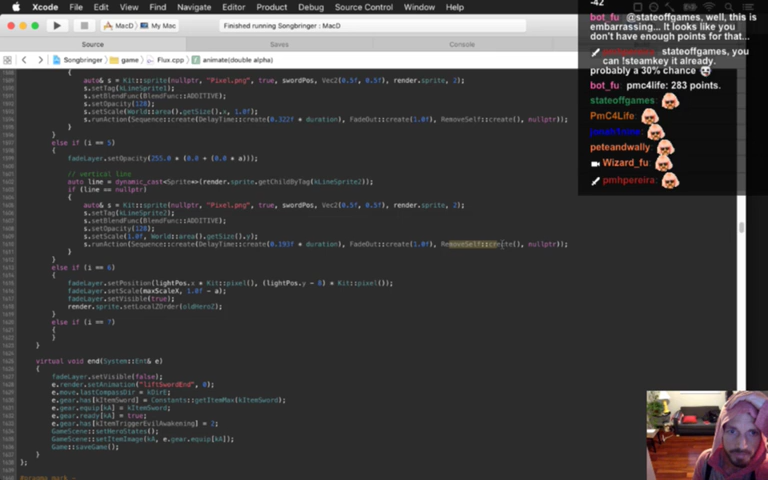 Xcode File Edit View Find Navigate Editor Product Debug Source Control Window Help
MacD My Mac
Finished running Songbringer : MacD
Source Saves Console
Songbringer game Flux.cpp animate(double alpha)
{
auto& s = Kit::sprite(nullptr, "Pixel.png", true, swordPos, Vec2(0.5f, 0.5f), render.sprite, 2);
s.setTag(kLineSprite1);
s.setBlendFunc(BlendFunc::ADDITIVE);
s.setOpacity(128);
s.setScale(World::area().getSize().x, 1.0f);
s.runAction(Sequence::create(DelayTime::create(0.322f * duration), FadeOut::create(1.0f), RemoveSelf::create(), nullptr));
}
}
else if (i == 5)
{
fadeLayer.setOpacity(255.0 * (0.0 + (0.0 * a)));
// vertical line
auto line = dynamic_cast<Sprite*>(render.sprite.getChildByTag(kLineSprite2));
if (line == nullptr)
{
auto& s = Kit::sprite(nullptr, "Pixel.png", true, swordPos, Vec2(0.5f, 0.5f), render.sprite, 2);
s.setTag(kLineSprite2);
s.setBlendFunc(BlendFunc::ADDITIVE);
s.setOpacity(128);
s.setScale(1.0f, World::area().getSize().y);
s.runAction(Sequence::create(DelayTime::create(0.193f * duration), FadeOut::create(1.0f), RemoveSelf::create(), nullptr));
}
}
else if (i == 6)
{
fadeLayer.setPosition(lightPos.x * Kit::pixel(), (lightPos.y - 8) * Kit::pixel());
fadeLayer.setScale(maxScaleX, 1.0f - a);
fadeLayer.setVisible(true);
render.sprite.setLocalZOrder(oldHeroZ);
}
else if (i == 7)
{
}
}
virtual void end(System::Ent& e)
{
fadeLayer.setVisible(false);
e.render.setAnimation("liftSwordEnd", 0);
e.move.lastCompassDir = kDirE;
e.gear.has[kItemSword] = Constants::getItemMax(kItemSword);
e.gear.equip[kA] = kItemSword;
e.gear.ready[kA] = true;
e.gear.has[kItemTriggerEvilAwakening] = 2;
GameScene::setHeroStates();
GameScene::setItemImage(kA, e.gear.equip[kA]);
Game::saveGame();
}
};
#pragma mark -
-42
bot_fu @stateofgames, well, this is
embarrassing... It looks like you
don't have enough points for that...
pmhpereira: stateofgames, you
can !steamkey it already.
probably a 30% chance
bot_fu: pmc4life: 283 points.
stateofgames:
PmC4Life:
peteandwally:
Wizard_fu:
pmhpereira: